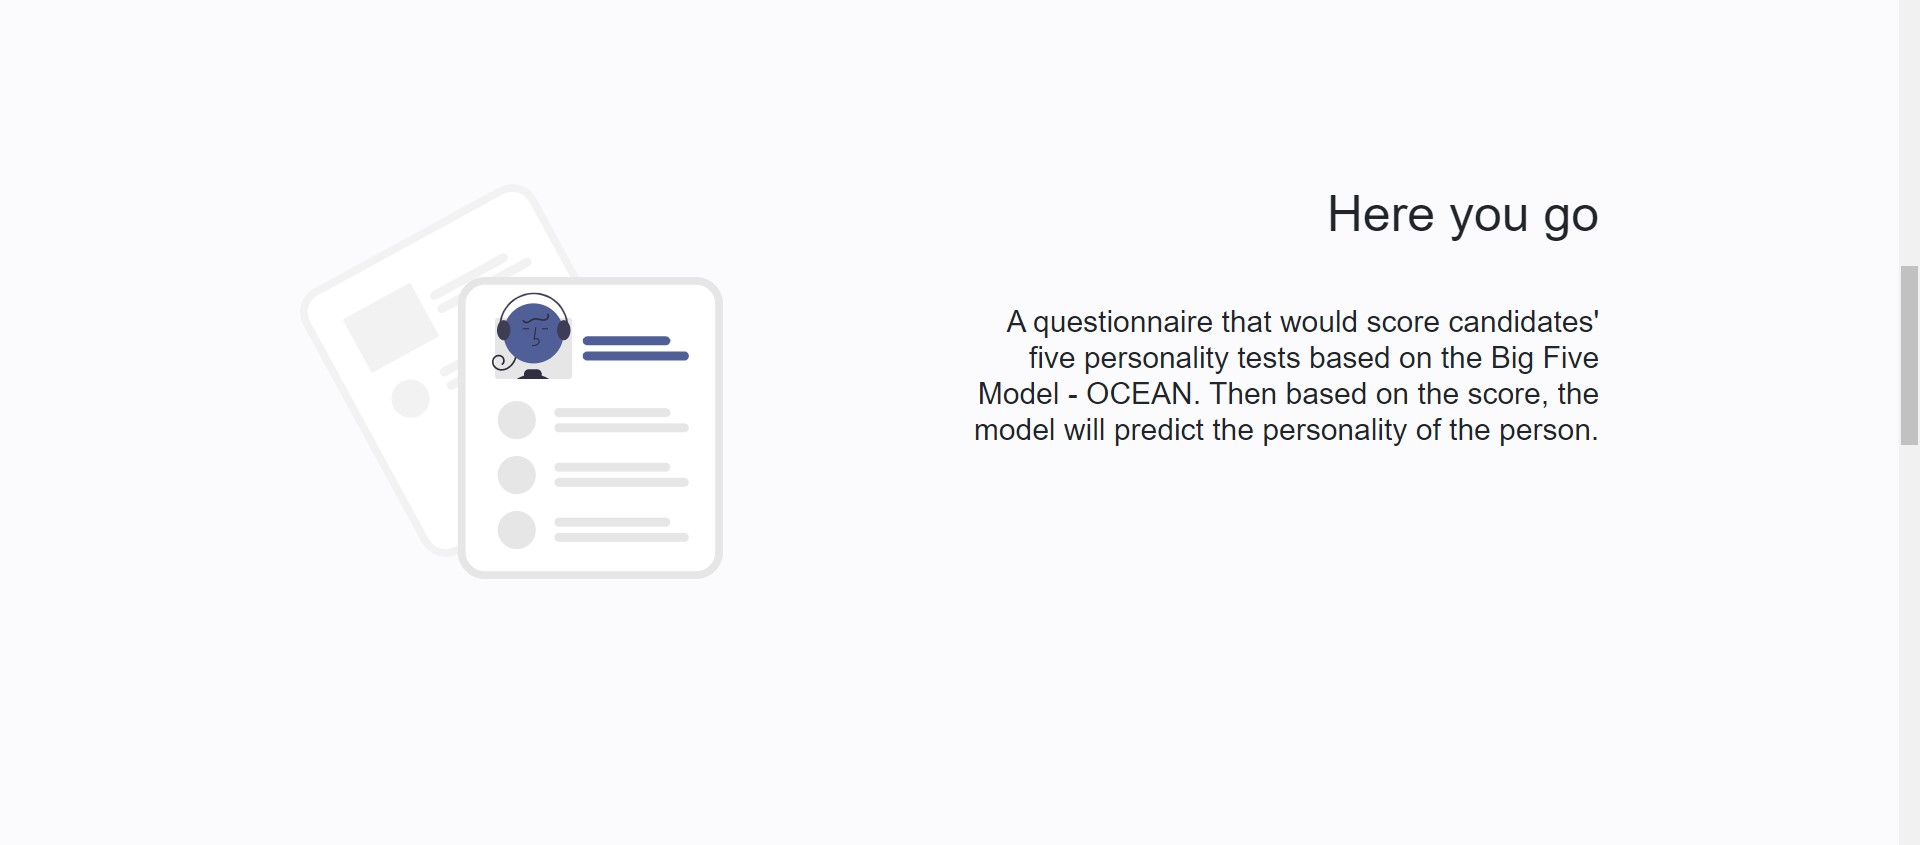 Here you go
A questionnaire that would score candidates'
five personality tests based on the Big Five
Model - OCEAN. Then based on the score, the
model will predict the personality of the person.